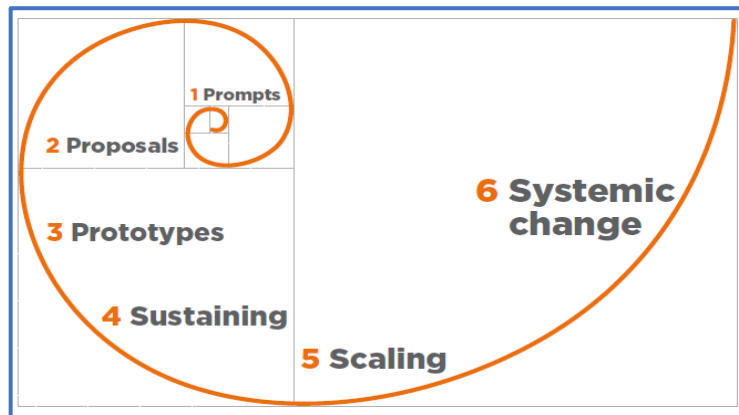 1 Prompts
2 Proposals
3 Prototypes
4 Sustaining
5 Scaling
6 Systemic
change